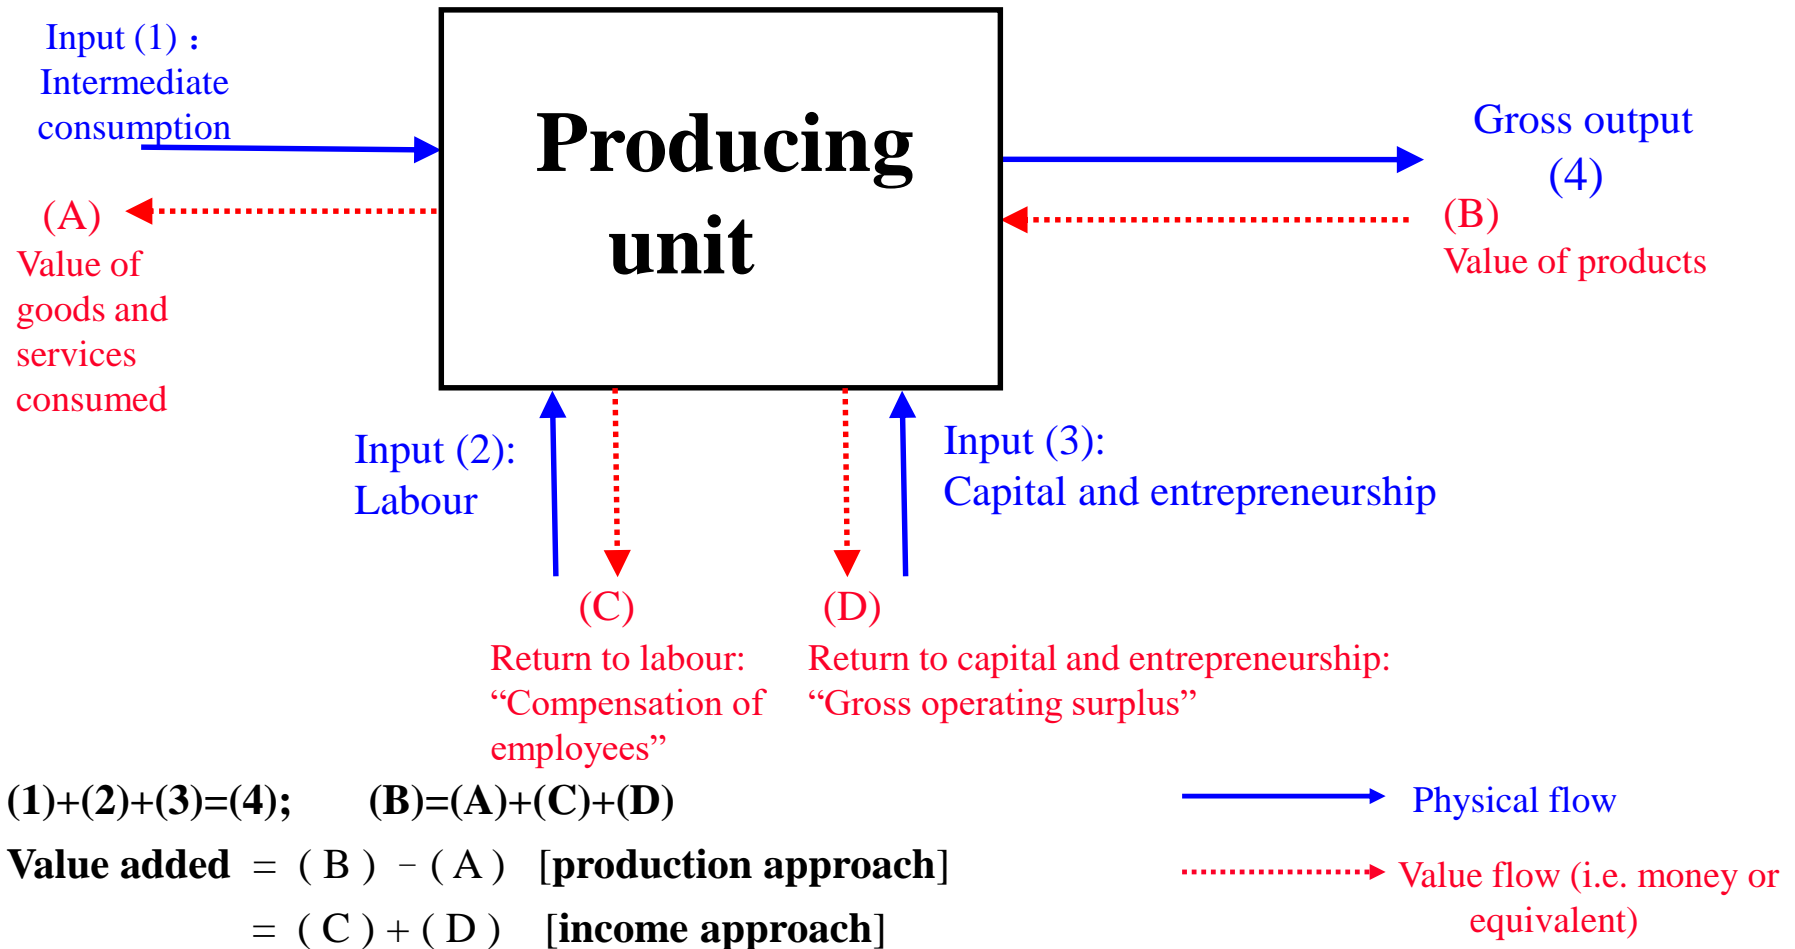 Input (1)：
Intermediate
consumption
Producing
unit
Gross output
(4)
(A)
Value of
goods and
services
consumed
(B)
Value of products
Input (2):
Labour
Input (3):
Capital and entrepreneurship
(C)
Return to labour:
“Compensation of
employees”
(D)
Return to capital and entrepreneurship:
“Gross operating surplus”
(1)+(2)+(3)=(4); (B)=(A)+(C)+(D)
Value added = ( B ) − ( A ) [production approach]
= ( C ) + ( D ) [income approach]
Physical flow
Value flow (i.e. money or
equivalent)